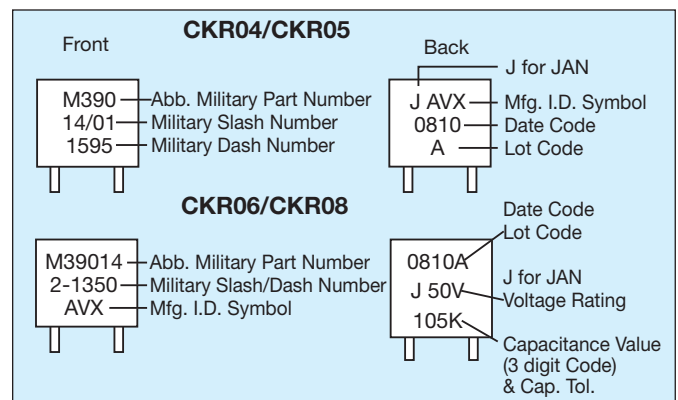 CKR04/CKR05
Front
M390
14/01
1595
Abb. Military Part Number
Military Slash Number
Military Dash Number
Back
J AVX
0810
A
J for JAN
Mfg. I.D. Symbol
Date Code
Lot Code
CKR06/CKR08
M39014
2-1350
AVX
Abb. Military Part Number
Military Slash/Dash Number
Mfg. I.D. Symbol
0810A
J 50V
105K
Date Code
Lot Code
J for JAN
Voltage Rating
Capacitance Value
(3 digit Code)
& Cap. Tol.